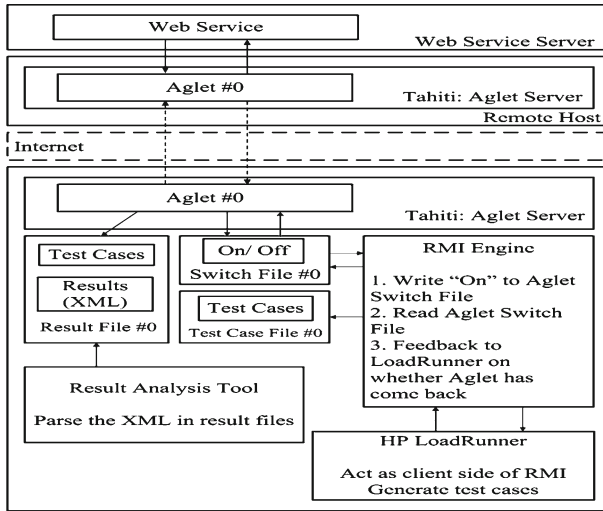 Web Service
Web Service Server
Aglet #0
Tahiti: Aglet Server
Remote Host
Internet
Aglet #0
Tahiti: Aglet Server
Test Cases
Results
(XML)
Result File #0
On/ Off
Switch File #0
Test Cases
Test Case File #0
RMI Engine
1. Write “On” to Aglet
Switch File
2. Read Aglet Switch
File
3. Feedback to
LoadRunner on
whether Aglet has
come back
Result Analysis Tool
Parse the XML in result files
HP LoadRunner
Act as client side of RMI
Generate test cases